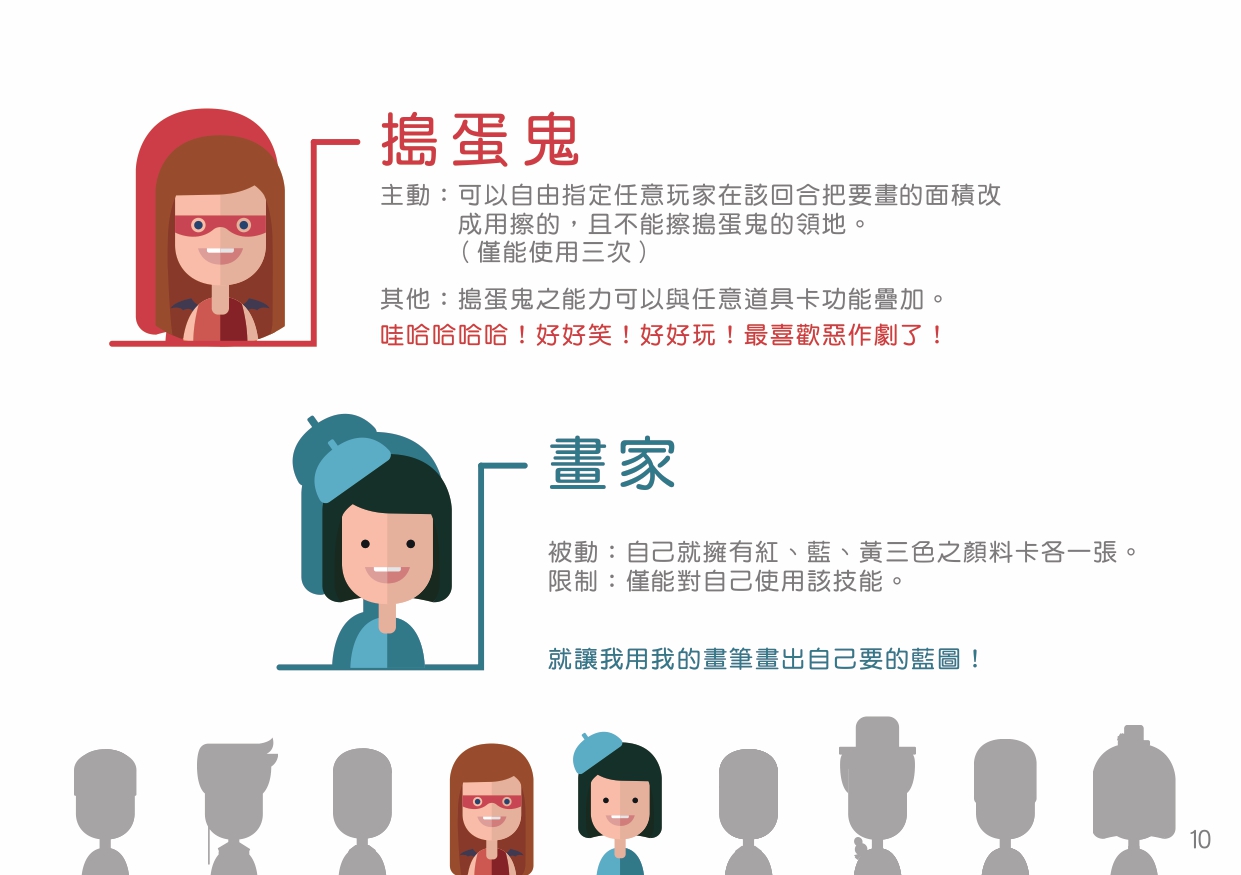 搗蛋鬼
主動：可以自由指定任意玩家在該回合把要畫的面積改
成用擦的，且不能擦搗蛋鬼的領地。
（僅能使用三次）
其他：搗蛋鬼之能力可以與任意道具卡功能疊加。
哇哈哈哈哈！好好笑！好好玩！最喜歡惡作劇了！
畫家
被動：自己就擁有紅、藍、黃三色之顏料卡各一張。
限制：僅能對自己使用該技能。
就讓我用我的畫筆畫出自己要的藍圖！
10